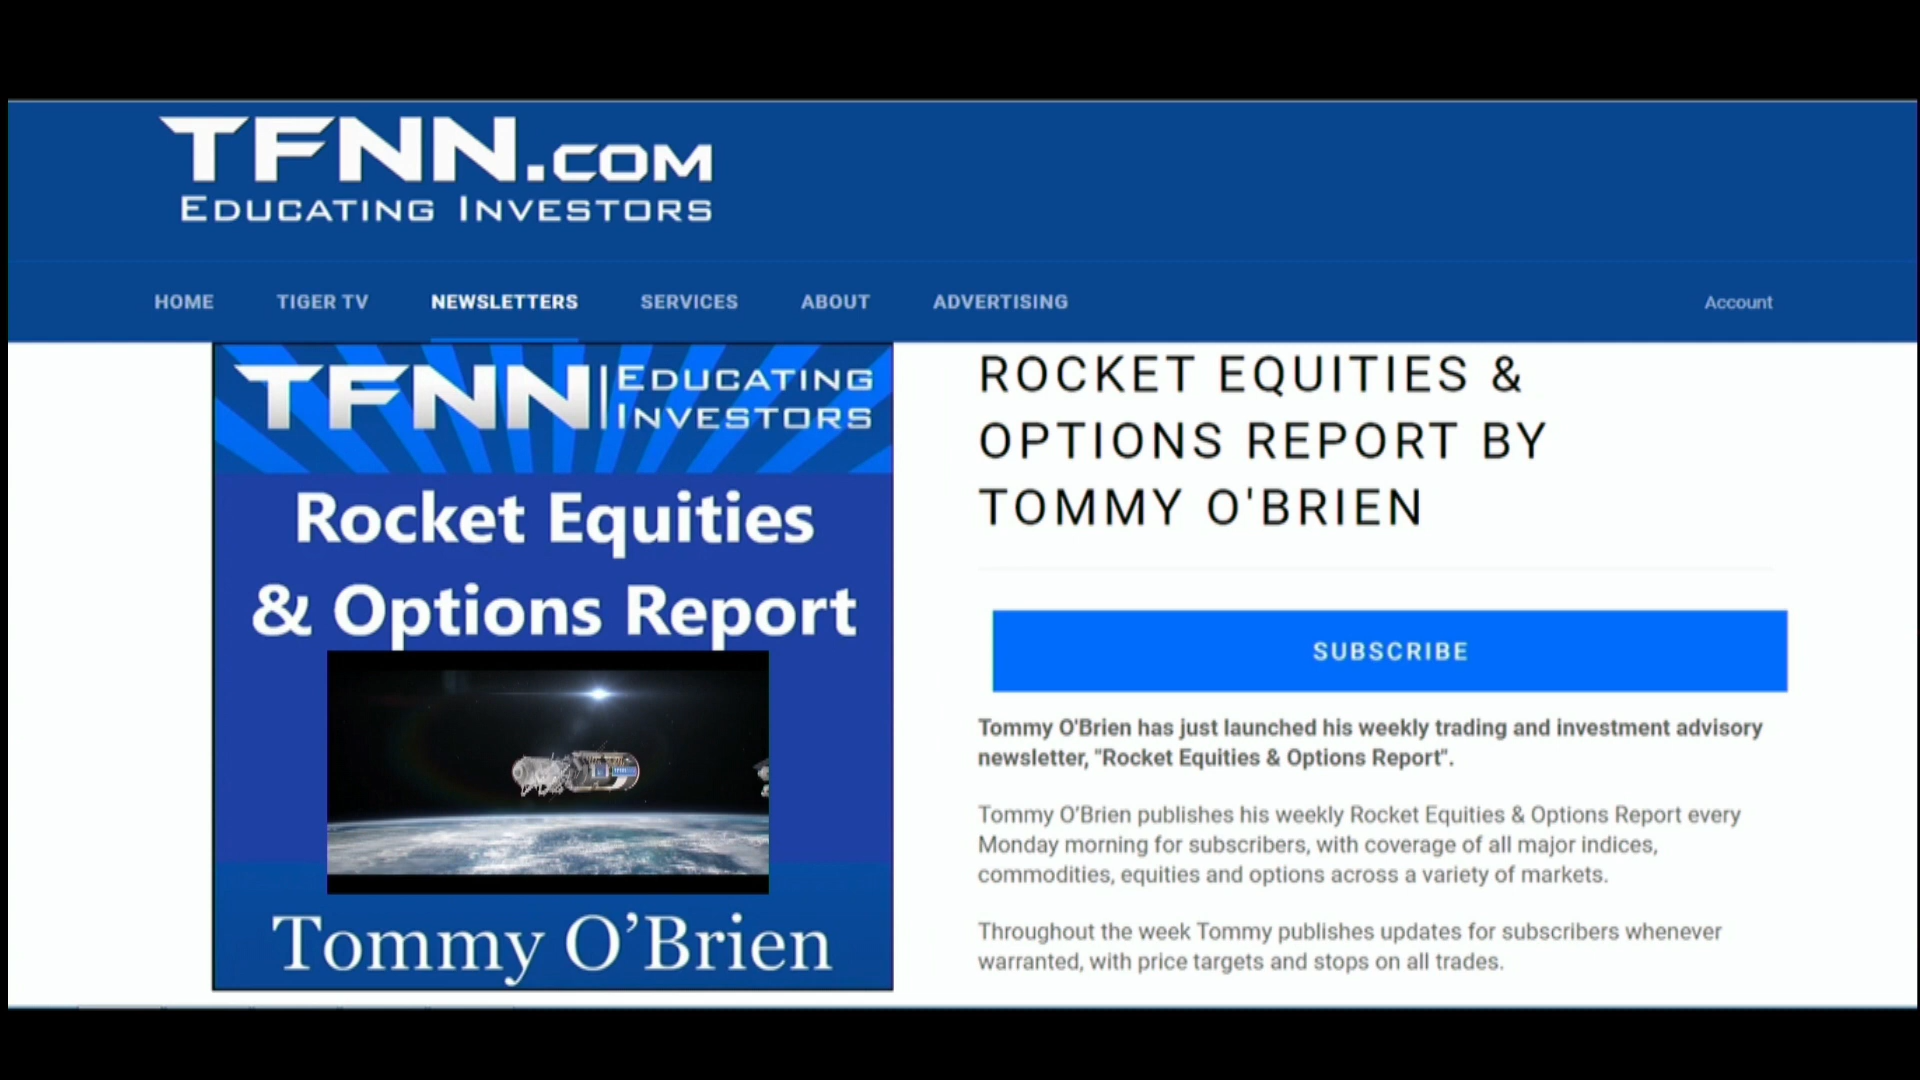 TFNN.COM
EDUCATING INVESTORS
HOME TIGER TV NEWSLETTERS SERVICES ABOUT ADVERTISING Account
TFNN EDUCATING
INVESTORS
Rocket Equities
& Options Report
Tommy O’Brien
ROCKET EQUITIES &
OPTIONS REPORT BY
TOMMY O'BRIEN
SUBSCRIBE
Tommy O'Brien has just launched his weekly trading and investment advisory
newsletter, "Rocket Equities & Options Report".
Tommy O'Brien publishes his weekly Rocket Equities & Options Report every
Monday morning for subscribers, with coverage of all major indices,
commodities, equities and options across a variety of markets.
Throughout the week Tommy publishes updates for subscribers whenever
warranted, with price targets and stops on all trades.